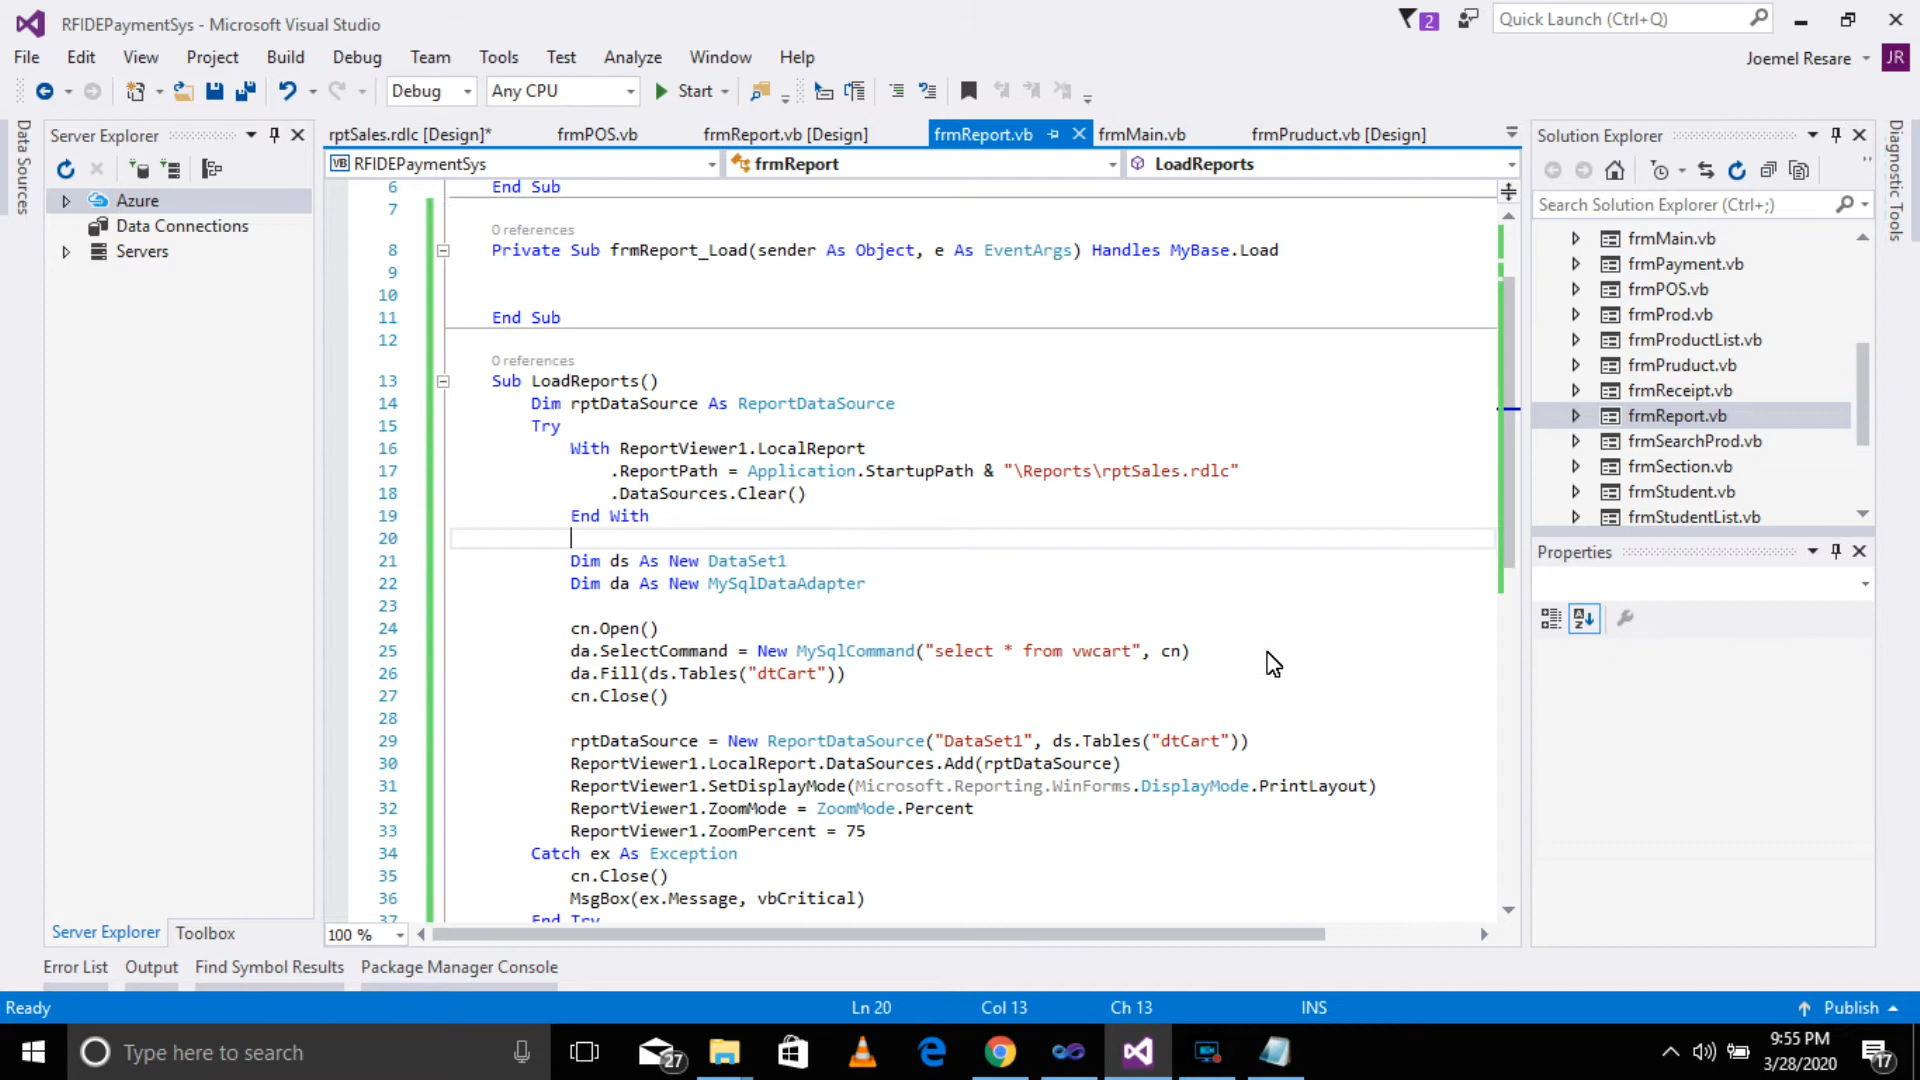 RFIDEPaymentSys - Microsoft Visual Studio
2
Quick Launch (Ctrl+Q)
File Edit View Project Build Debug Team Tools Test Analyze Window Help
Joemel Resare
JR
Debug Any CPU Start
Data Sources
Server Explorer
Azure
Data Connections
Servers
Server Explorer Toolbox
rptSales.rdlc [Design]* frmPOS.vb frmReport.vb [Design] frmReport.vb frmMain.vb frmPruduct.vb [Design]
VB RFIDEPaymentSys frmReport LoadReports
6 End Sub
7
0 references
8 Private Sub frmReport_Load(sender As Object, e As EventArgs) Handles MyBase.Load
9
10
11 End Sub
12
0 references
13 Sub LoadReports()
14 Dim rptDataSource As ReportDataSource
15 Try
16 With ReportViewer1.LocalReport
17 .ReportPath = Application.StartupPath & "\Reports\rptSales.rdlc"
18 .DataSources.Clear()
19 End With
20
21 Dim ds As New DataSet1
22 Dim da As New MySqlDataAdapter
23
24 cn.Open()
25 da.SelectCommand = New MySqlCommand("select * from vwcart", cn)
26 da.Fill(ds.Tables("dtCart"))
27 cn.Close()
28
29 rptDataSource = New ReportDataSource("DataSet1", ds.Tables("dtCart"))
30 ReportViewer1.LocalReport.DataSources.Add(rptDataSource)
31 ReportViewer1.SetDisplayMode(Microsoft.Reporting.WinForms.DisplayMode.PrintLayout)
32 ReportViewer1.ZoomMode = ZoomMode.Percent
33 ReportViewer1.ZoomPercent = 75
34 Catch ex As Exception
35 cn.Close()
36 MsgBox(ex.Message, vbCritical)
37 End Try
100 %
Solution Explorer
Search Solution Explorer (Ctrl+;)
frmMain.vb
frmPayment.vb
frmPOS.vb
frmProd.vb
frmProductList.vb
frmPruduct.vb
frmReceipt.vb
frmReport.vb
frmSearchProd.vb
frmSection.vb
frmStudent.vb
frmStudentList.vb
Properties
Diagnostic Tools
Error List Output Find Symbol Results Package Manager Console
Ready Ln 20 Col 13 Ch 13 INS Publish
Type here to search
27
9:55 PM
3/28/2020
17